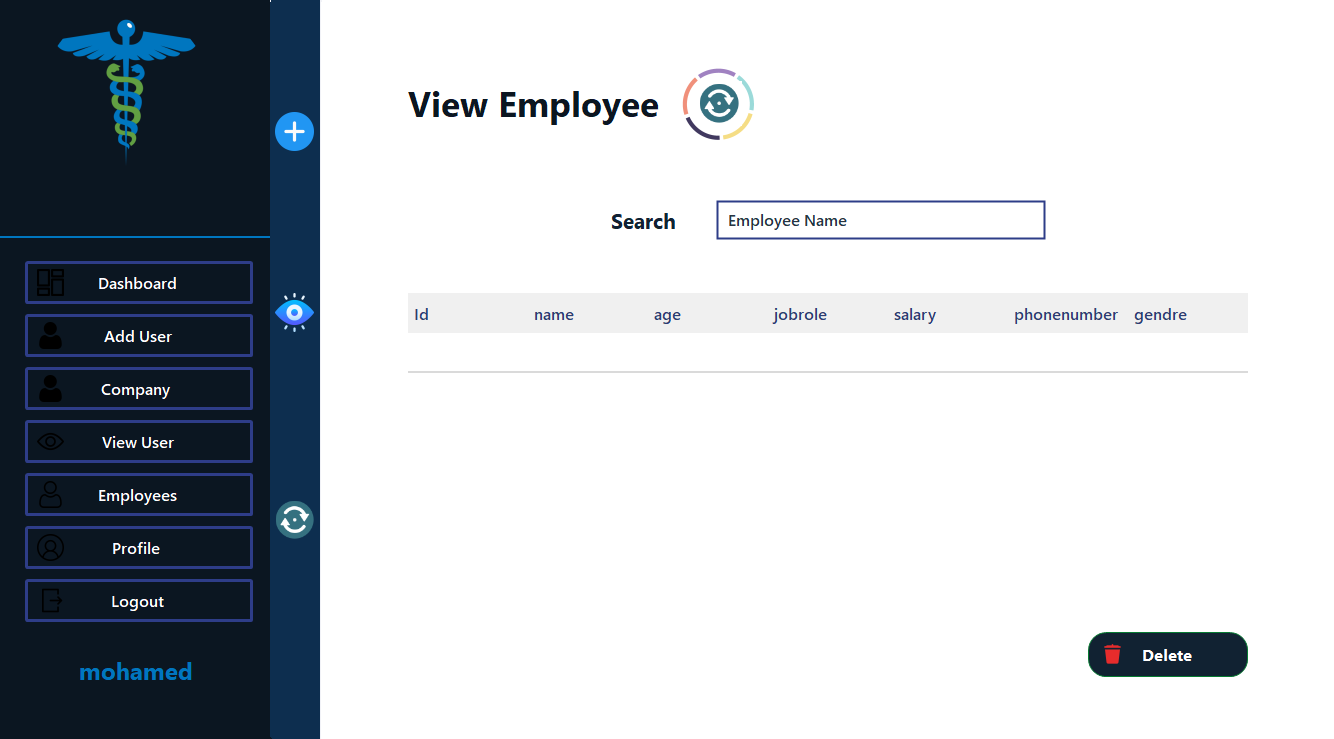 View Employee
Search
Employee Name
Id name age jobrole salary phonenumber gendre
Dashboard
Add User
Company
View User
Employees
Profile
Logout
mohamed
Delete